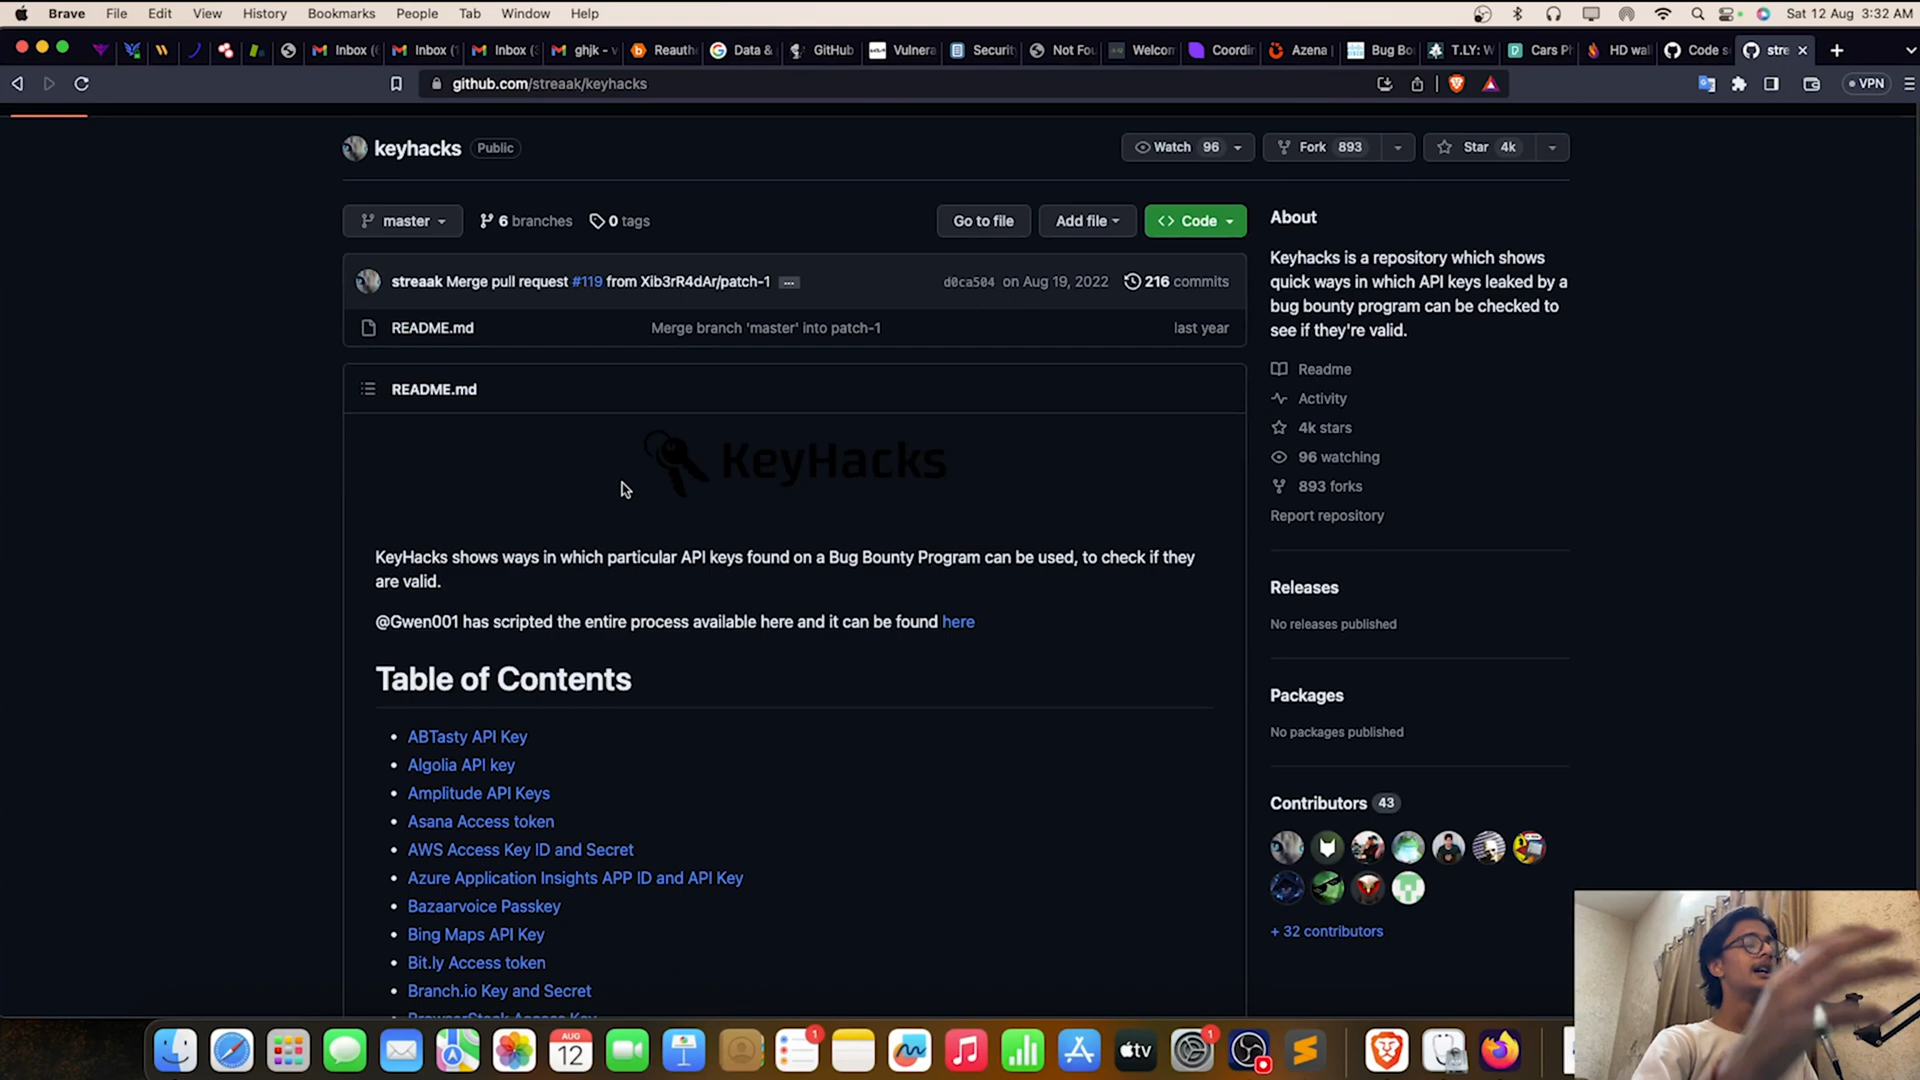 Brave File Edit View History Bookmarks People Tab Window Help Sat 12 Aug 3:32 AM
Inbox (6 Inbox (1 Inbox (3 ghjk - v Reauth Data & GitHub Vulnera Security Not Fou Welcom Coordin Azena Bug Bo T.LY: W Cars Ph HD wal Code s stre
github.com/streaak/keyhacks VPN
keyhacks Public Watch 96 Fork 893 Star 4k
master 6 branches 0 tags Go to file Add file <> Code
streaak Merge pull request #119 from Xib3rR4dAr/patch-1 ... d0ca504 on Aug 19, 2022 216 commits
README.md Merge branch 'master' into patch-1 last year
README.md
KeyHacks
KeyHacks shows ways in which particular API keys found on a Bug Bounty Program can be used, to check if they
are valid.
@Gwen001 has scripted the entire process available here and it can be found here
Table of Contents
• ABTasty API Key
• Algolia API key
• Amplitude API Keys
• Asana Access token
• AWS Access Key ID and Secret
• Azure Application Insights APP ID and API Key
• Bazaarvoice Passkey
• Bing Maps API Key
• Bit.ly Access token
• Branch.io Key and Secret
• BrowserStack Access Key
About
Keyhacks is a repository which shows
quick ways in which API keys leaked by a
bug bounty program can be checked to
see if they're valid.
Readme
Activity
4k stars
96 watching
893 forks
Report repository
Releases
No releases published
Packages
No packages published
Contributors 43
+ 32 contributors
AUG
12
1
tv
1